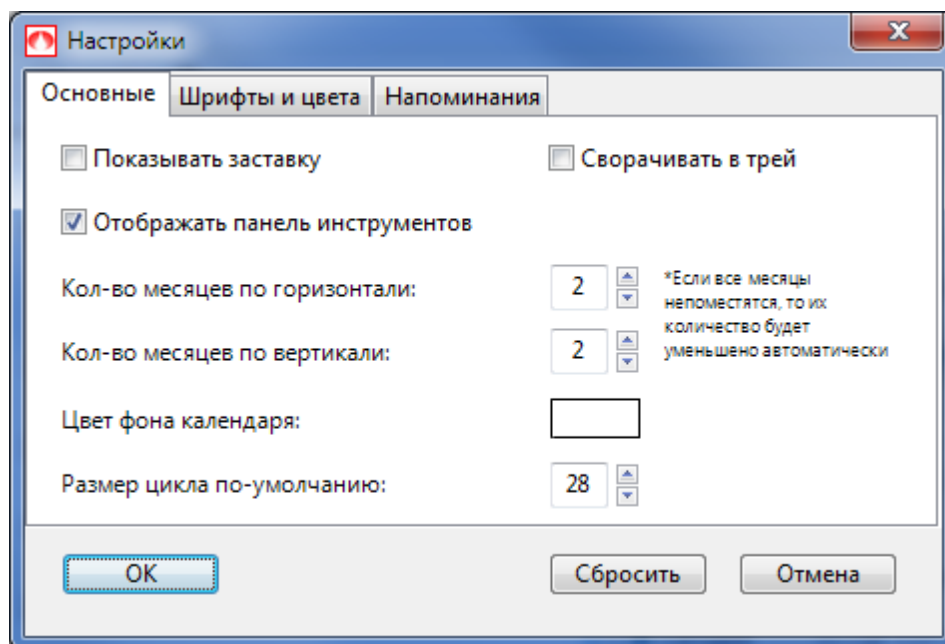 Настройки
Основные Шрифты и цвета Напоминания
Показывать заставку Сворачивать в трей
Отображать панель инструментов
Кол-во месяцев по горизонтали: 2
*Если все месяцы
непоместятся, то их
количество будет
уменьшено автоматически
Кол-во месяцев по вертикали: 2
Цвет фона календаря:
Размер цикла по-умолчанию: 28
OK Сбросить Отмена